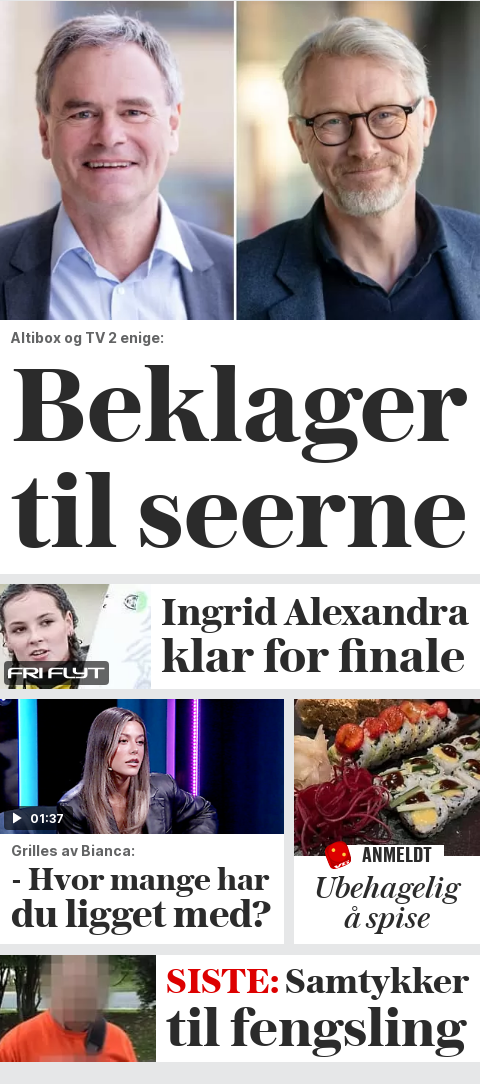 Altibox og TV 2 enige:
Beklager
til seerne
FRI FLYT
Ingrid Alexandra
klar for finale
01:37
Grilles av Bianca:
- Hvor mange har
du ligget med?
VG
ANMELDT
Ubehagelig
å spise
SISTE: Samtykker
til fengsling